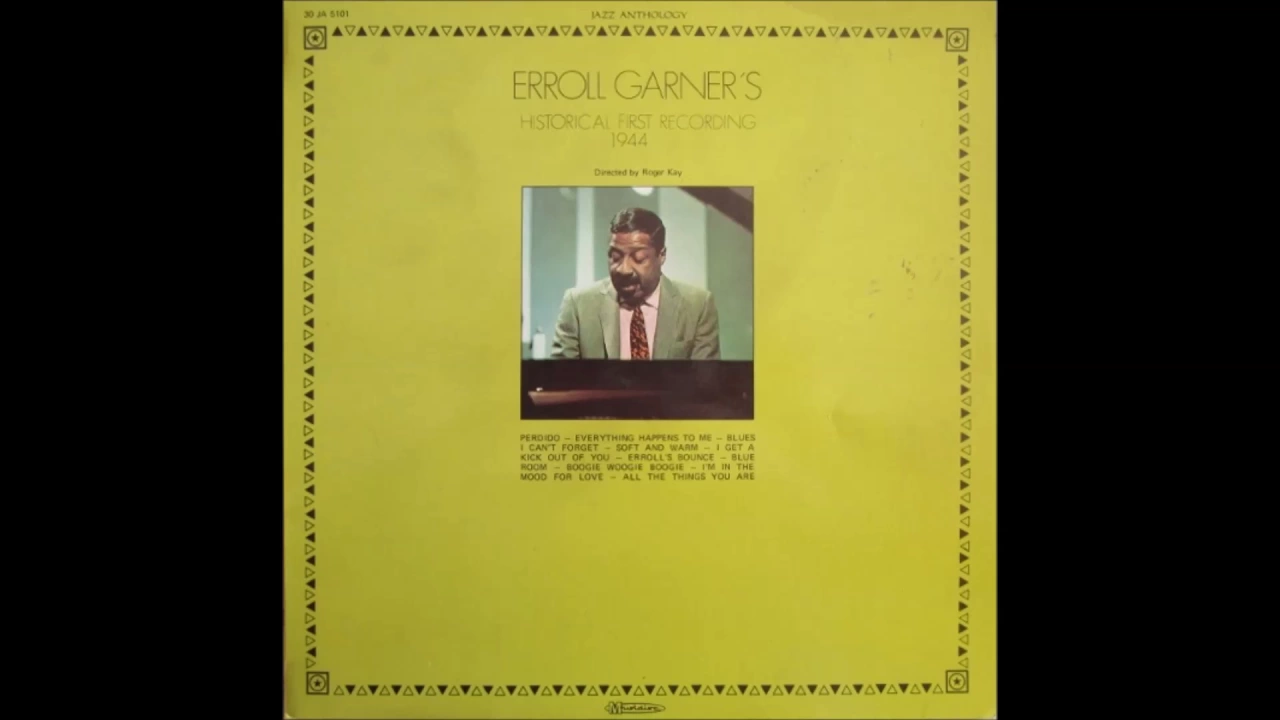 30 JA 5101
JAZZ ANTHOLOGY
ERROLL GARNER'S
HISTORICAL FIRST RECORDING
1944
Directed by Roger Kay
PERDIDO – EVERYTHING HAPPENS TO ME – BLUES
I CAN'T FORGET – SOFT AND WARM – I GET A
KICK OUT OF YOU – ERROLL'S BOUNCE – BLUE
ROOM – BOOGIE WOOGIE BOOGIE – I'M IN THE
MOOD FOR LOVE – ALL THE THINGS YOU ARE
Musidisc